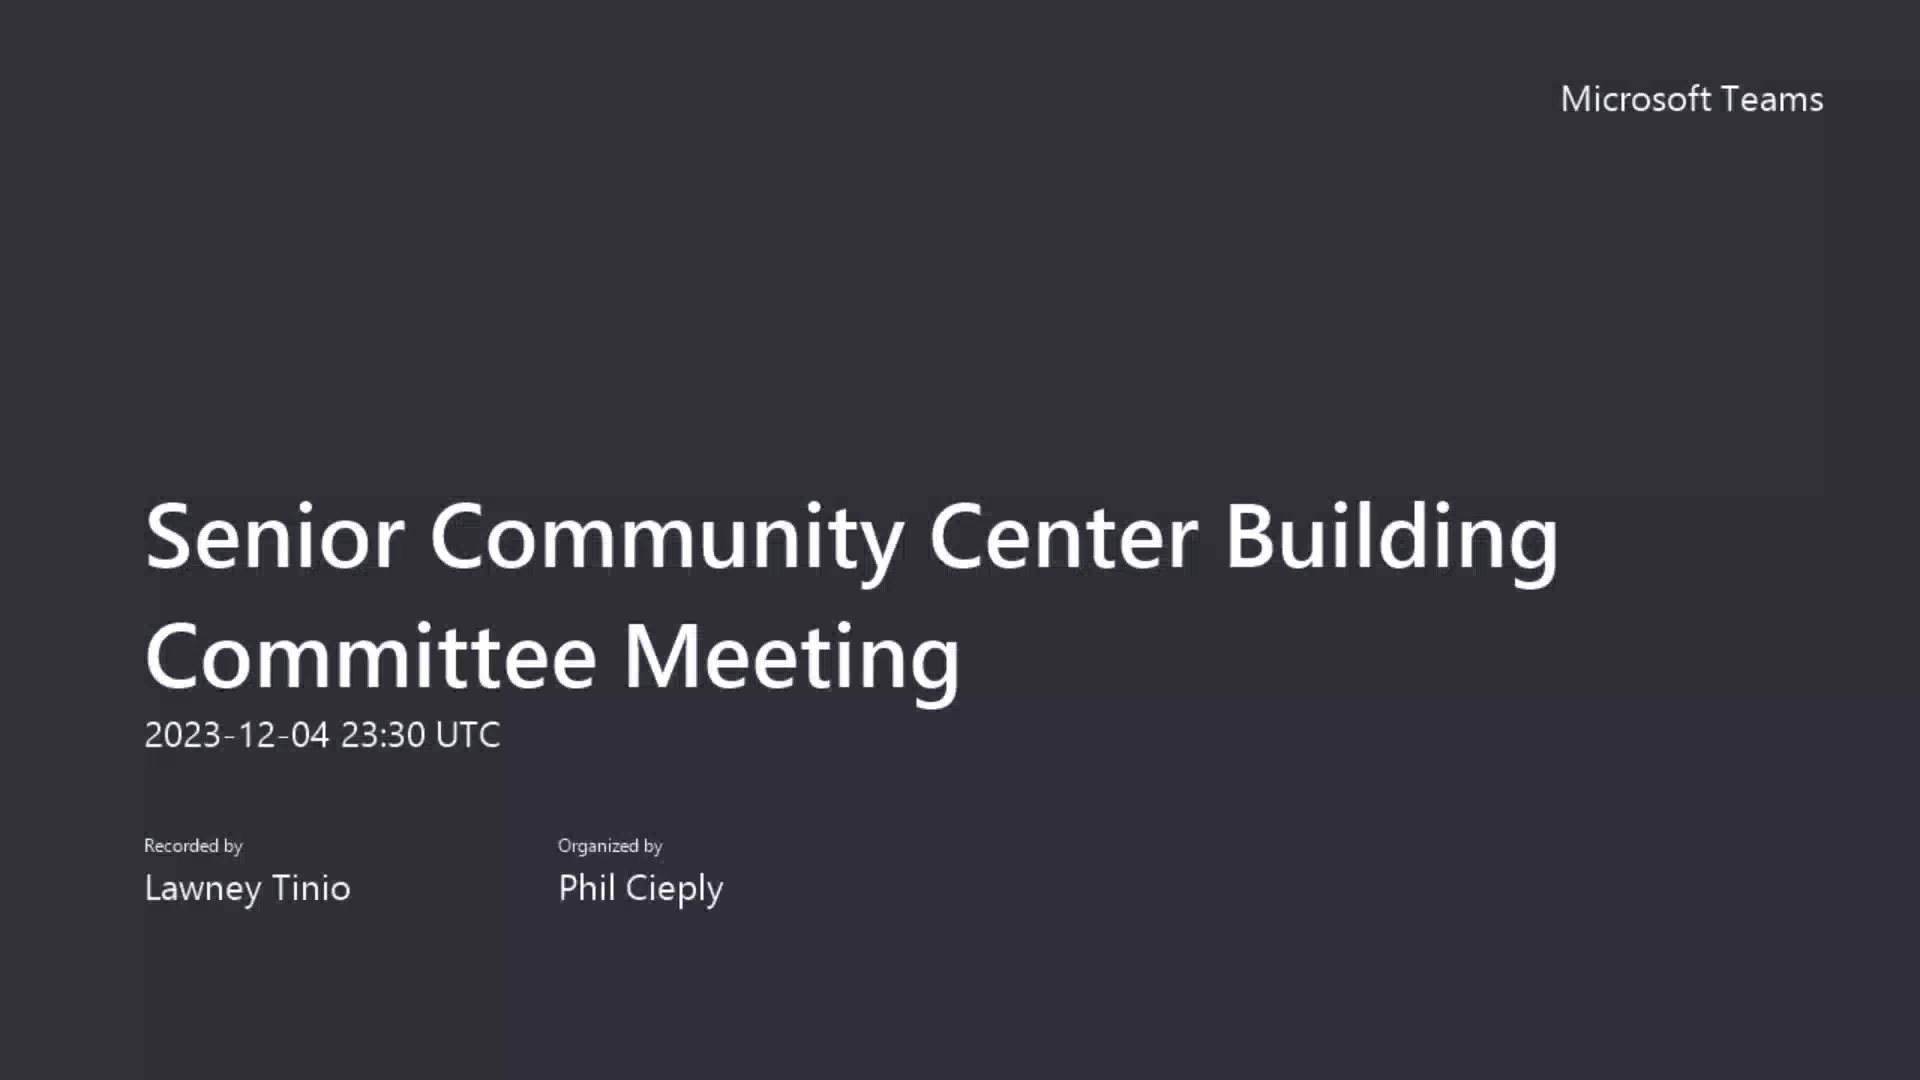 Microsoft Teams
Senior Community Center Building
Committee Meeting
2023-12-04 23:30 UTC
Recorded by
Lawney Tinio
Organized by
Phil Cieply